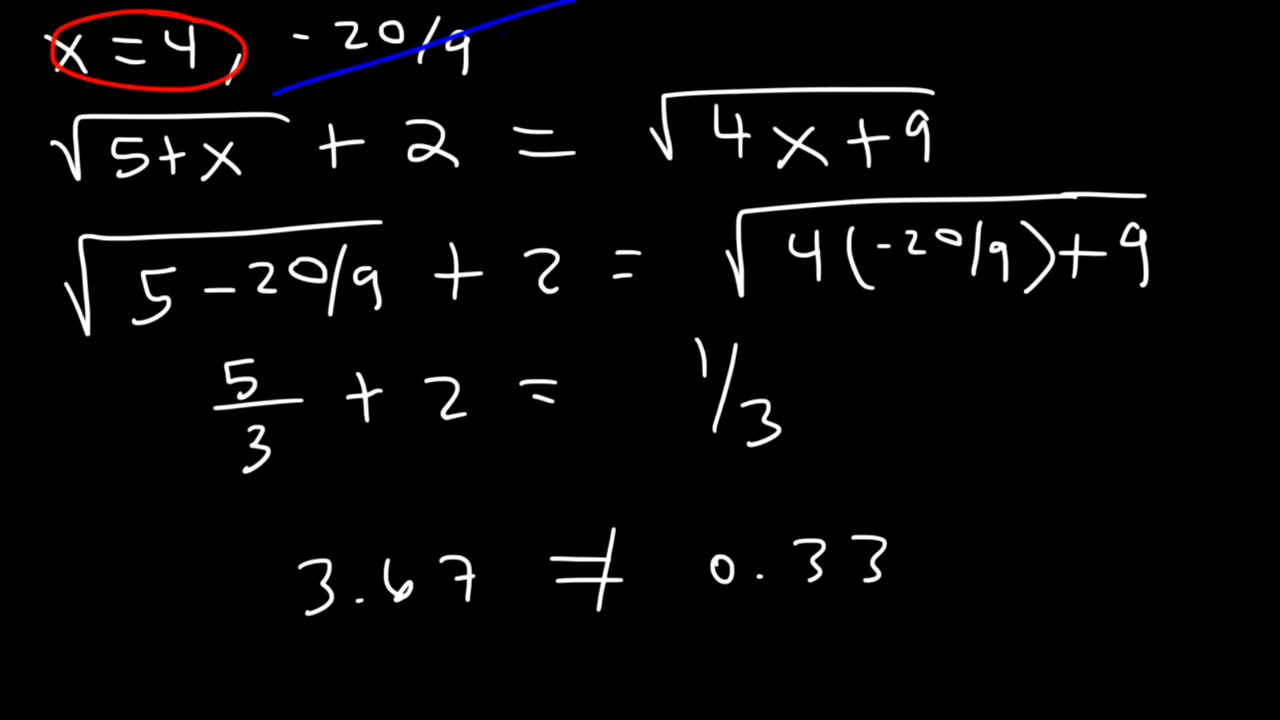 x = 4, -20/9
√(5+x) + 2 = √(4x+9)
√(5-20/9) + 2 = √(4(-20/9)+9)
5/3 + 2 = 1/3
3.67 ≠ 0.33